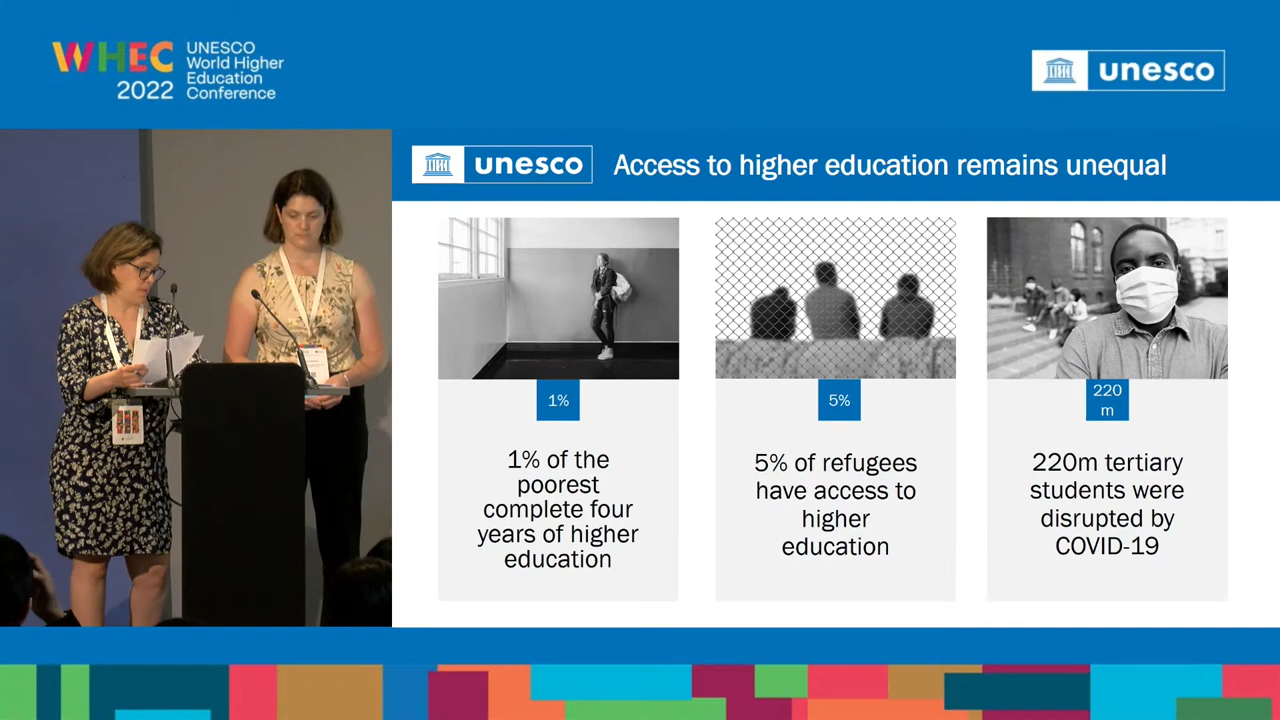 WHEC
2022
UNESCO
World Higher
Education
Conference
unesco
unesco
Access to higher education remains unequal
1%
1% of the
poorest
complete four
years of higher
education
5%
5% of refugees
have access to
higher
education
220
m
220m tertiary
students were
disrupted by
COVID-19